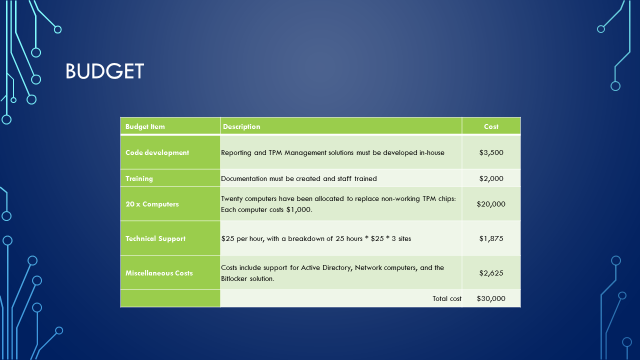 BUDGET
Budget Item Description Cost
Code development Reporting and TPM Management solutions must be developed in-house $3,500
Training Documentation must be created and staff trained $2,000
20 x Computers Twenty computers have been allocated to replace non-working TPM chips: $20,000
Each computer costs $1,000.
Technical Support $25 per hour, with a breakdown of 25 hours * $25 * 3 sites $1,875
Miscellaneous Costs Costs include support for Active Directory, Network computers, and the $2,625
Bitlocker solution.
Total cost $30,000